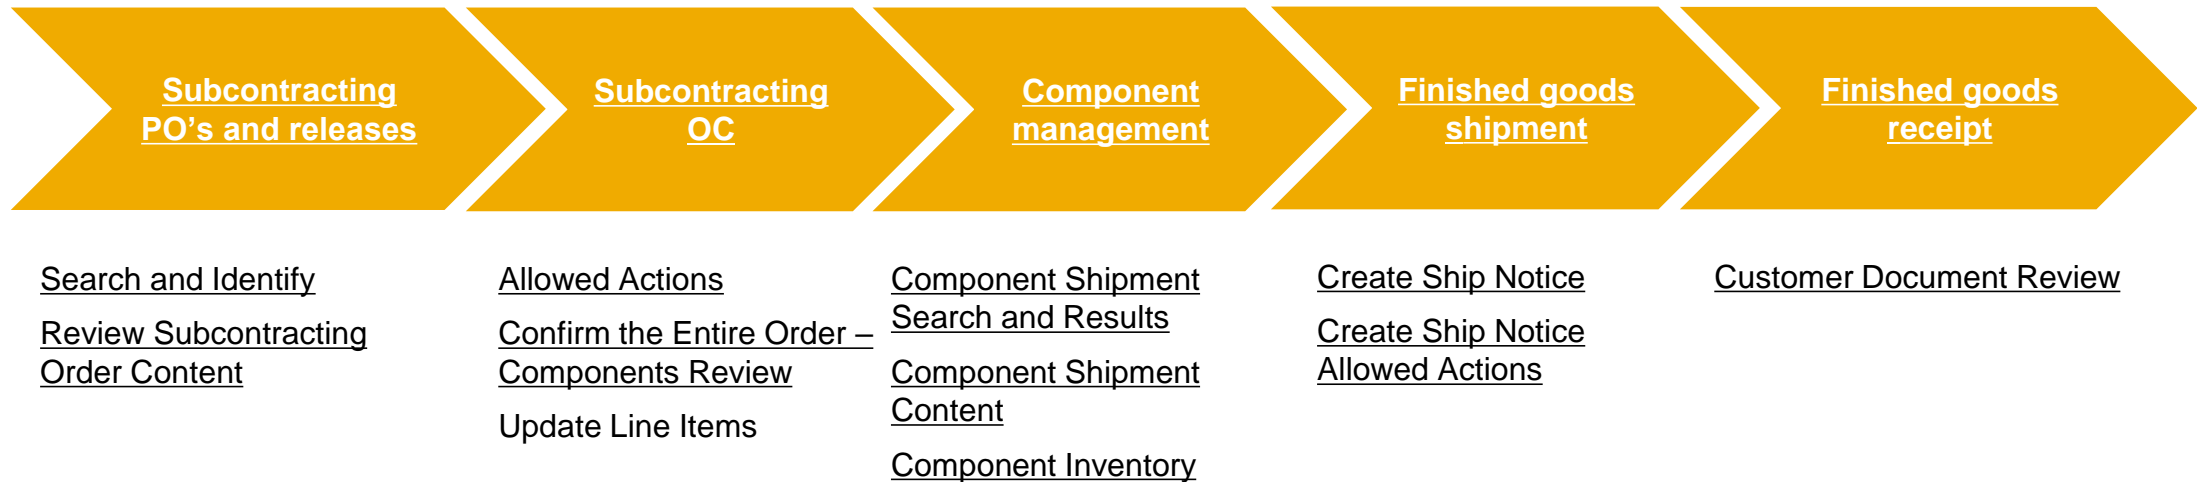 Subcontracting
PO’s and releases
Subcontracting
OC
Component
management
Finished goods
shipment
Finished goods
receipt
Search and Identify
Review Subcontracting
Order Content
Allowed Actions
Confirm the Entire Order –
Components Review
Update Line Items
Component Shipment
Search and Results
Component Shipment
Content
Component Inventory
Create Ship Notice
Create Ship Notice
Allowed Actions
Customer Document Review